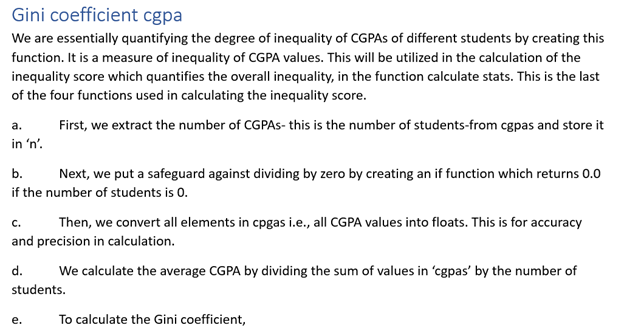 Gini coefficient cgpa
We are essentially quantifying the degree of inequality of CGPAs of different students by creating this
function. It is a measure of inequality of CGPA values. This will be utilized in the calculation of the
inequality score which quantifies the overall inequality, in the function calculate stats. This is the last
of the four functions used in calculating the inequality score.
a. First, we extract the number of CGPAs- this is the number of students-from cgpas and store it
in ‘n’.
b. Next, we put a safeguard against dividing by zero by creating an if function which returns 0.0
if the number of students is 0.
c. Then, we convert all elements in cpgas i.e., all CGPA values into floats. This is for accuracy
and precision in calculation.
d. We calculate the average CGPA by dividing the sum of values in ‘cgpas’ by the number of
students.
e. To calculate the Gini coefficient,